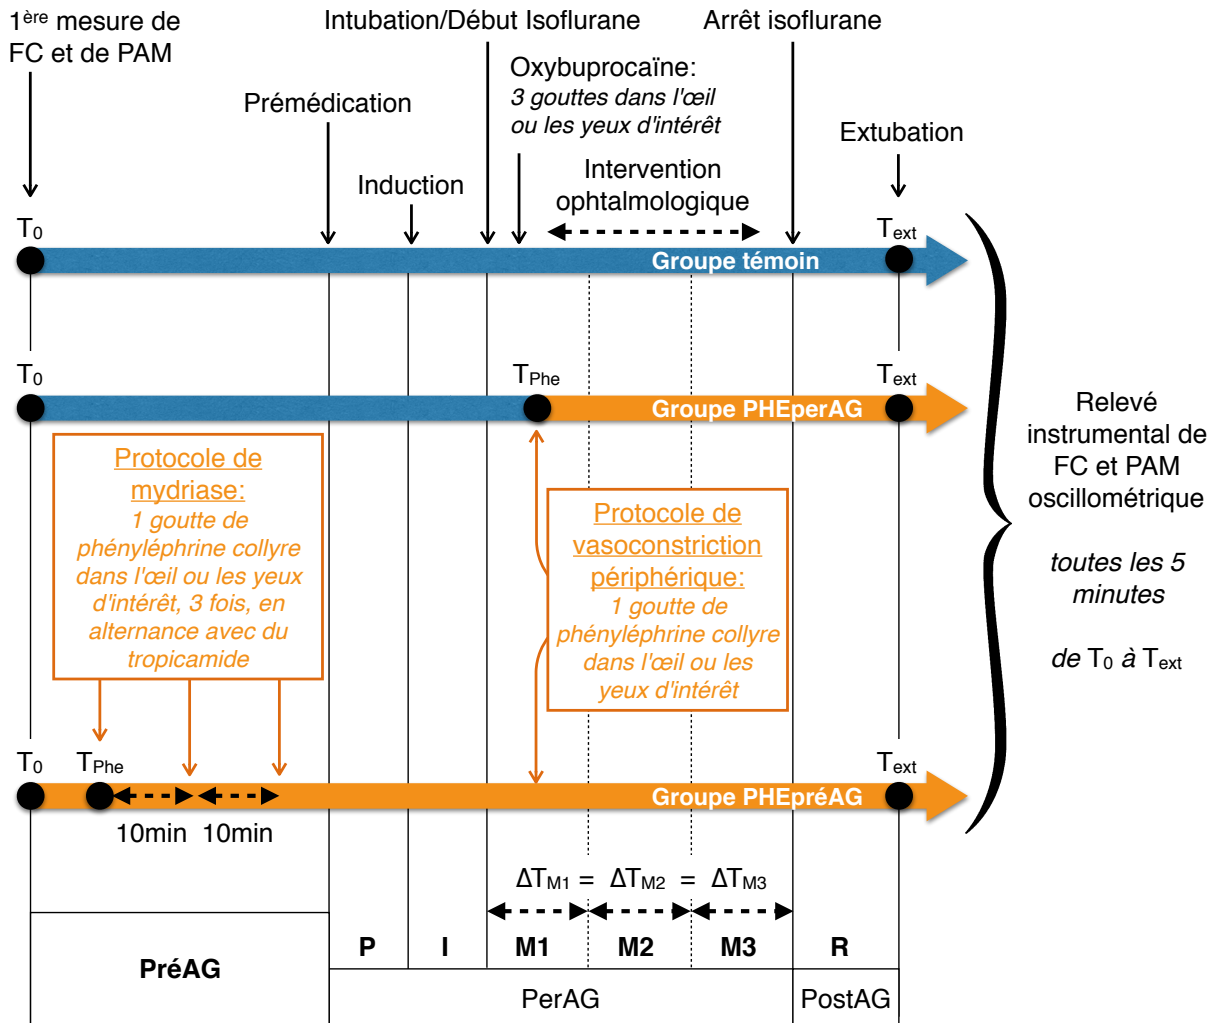 1ère mesure de
FC et de PAM
Intubation/Début Isoflurane
Arrêt isoflurane
Oxybuprocaïne:
3 gouttes dans l'œil
ou les yeux d'intérêt
Prémédication
Extubation
Induction
Intervention
ophtalmologique
T0
Text
Groupe témoin
T0
TPhe
Text
Groupe PHEperAG
Protocole de
mydriase:
1 goutte de
phényléphrine collyre
dans l'œil ou les yeux
d'intérêt, 3 fois, en
alternance avec du
tropicamide
Protocole de
vasoconstriction
périphérique:
1 goutte de
phényléphrine collyre
dans l'œil ou les
yeux d'intérêt
Relevé
instrumental de
FC et PAM
oscillométrique
toutes les 5
minutes
de T0 à Text
T0
TPhe
Text
Groupe PHEpréAG
10min
10min
ΔTM1 = ΔTM2 = ΔTM3
P
I
M1
M2
M3
R
PréAG
PerAG
PostAG